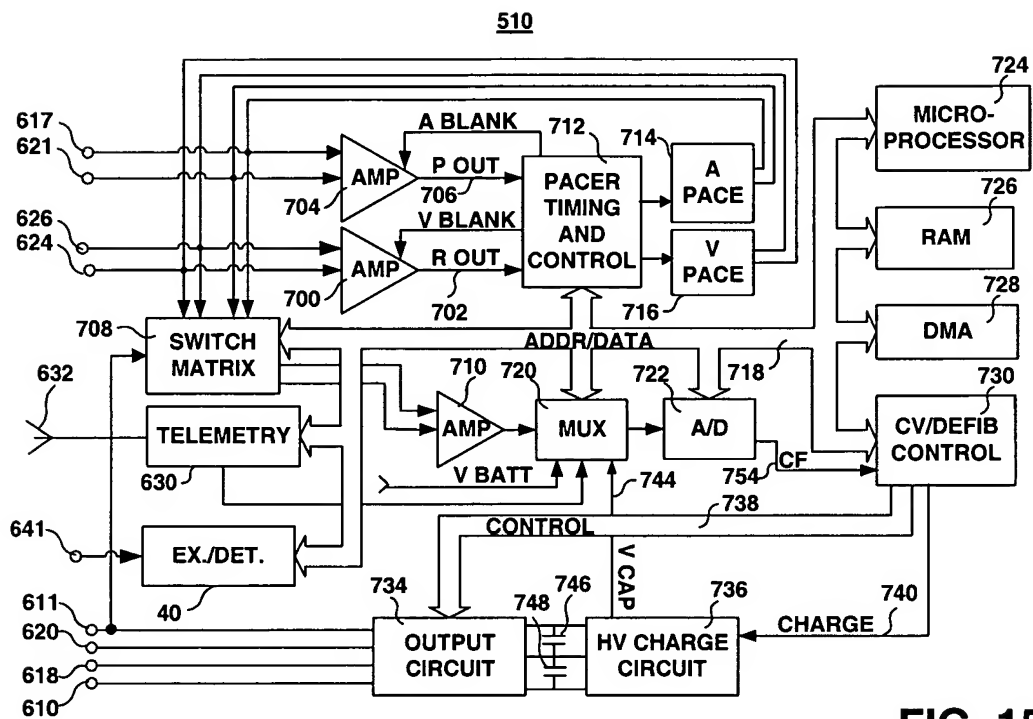 510
724
MICRO-
PROCESSOR
617
621
A BLANK
712
714
A
PACE
AMP
P OUT
704
706
PACER
TIMING
AND
CONTROL
726
RAM
626
624
V BLANK
AMP
R OUT
700
702
V
PACE
716
728
DMA
708
SWITCH
MATRIX
ADDR/DATA
718
632
710
720
722
730
AMP
MUX
A/D
CV/DEFIB
CONTROL
TELEMETRY
630
V BATT
744
754
CF
738
641
EX./DET.
40
CONTROL
V CAP
611
620
618
610
734
OUTPUT
CIRCUIT
748
746
736
HV CHARGE
CIRCUIT
740
CHARGE